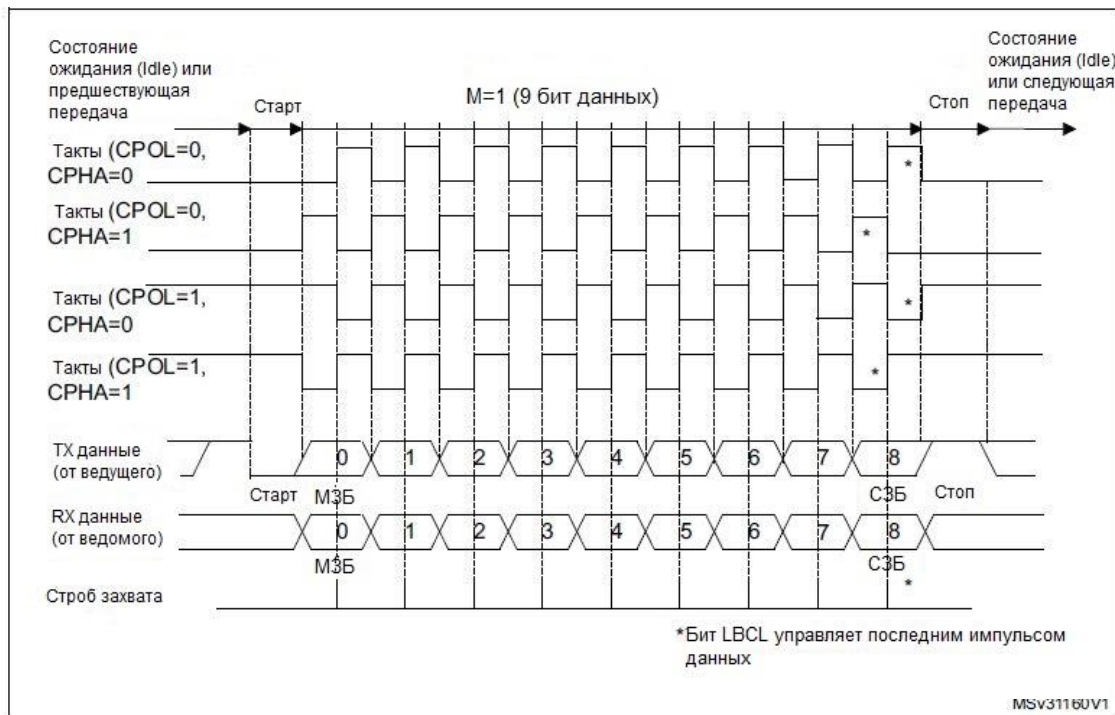 Состояние
ожидания (Idle) или
предшествующая
передача
Старт
M=1 (9 бит данных)
Стоп
Состояние
ожидания (Idle)
или следующая
передача
Такты (CPOL=0,
CPHA=0
*
Такты (CPOL=0,
CPHA=1
*
Такты (CPOL=1,
CPHA=0
*
Такты (CPOL=1,
CPHA=1
*
TX данные
(от ведущего)
0 1 2 3 4 5 6 7 8
Старт МЗБ СЗБ Стоп
RX данные
(от ведомого)
0 1 2 3 4 5 6 7 8
МЗБ СЗБ
*
Строб захвата
*Бит LBCL управляет последним импульсом
данных
MSv31160V1